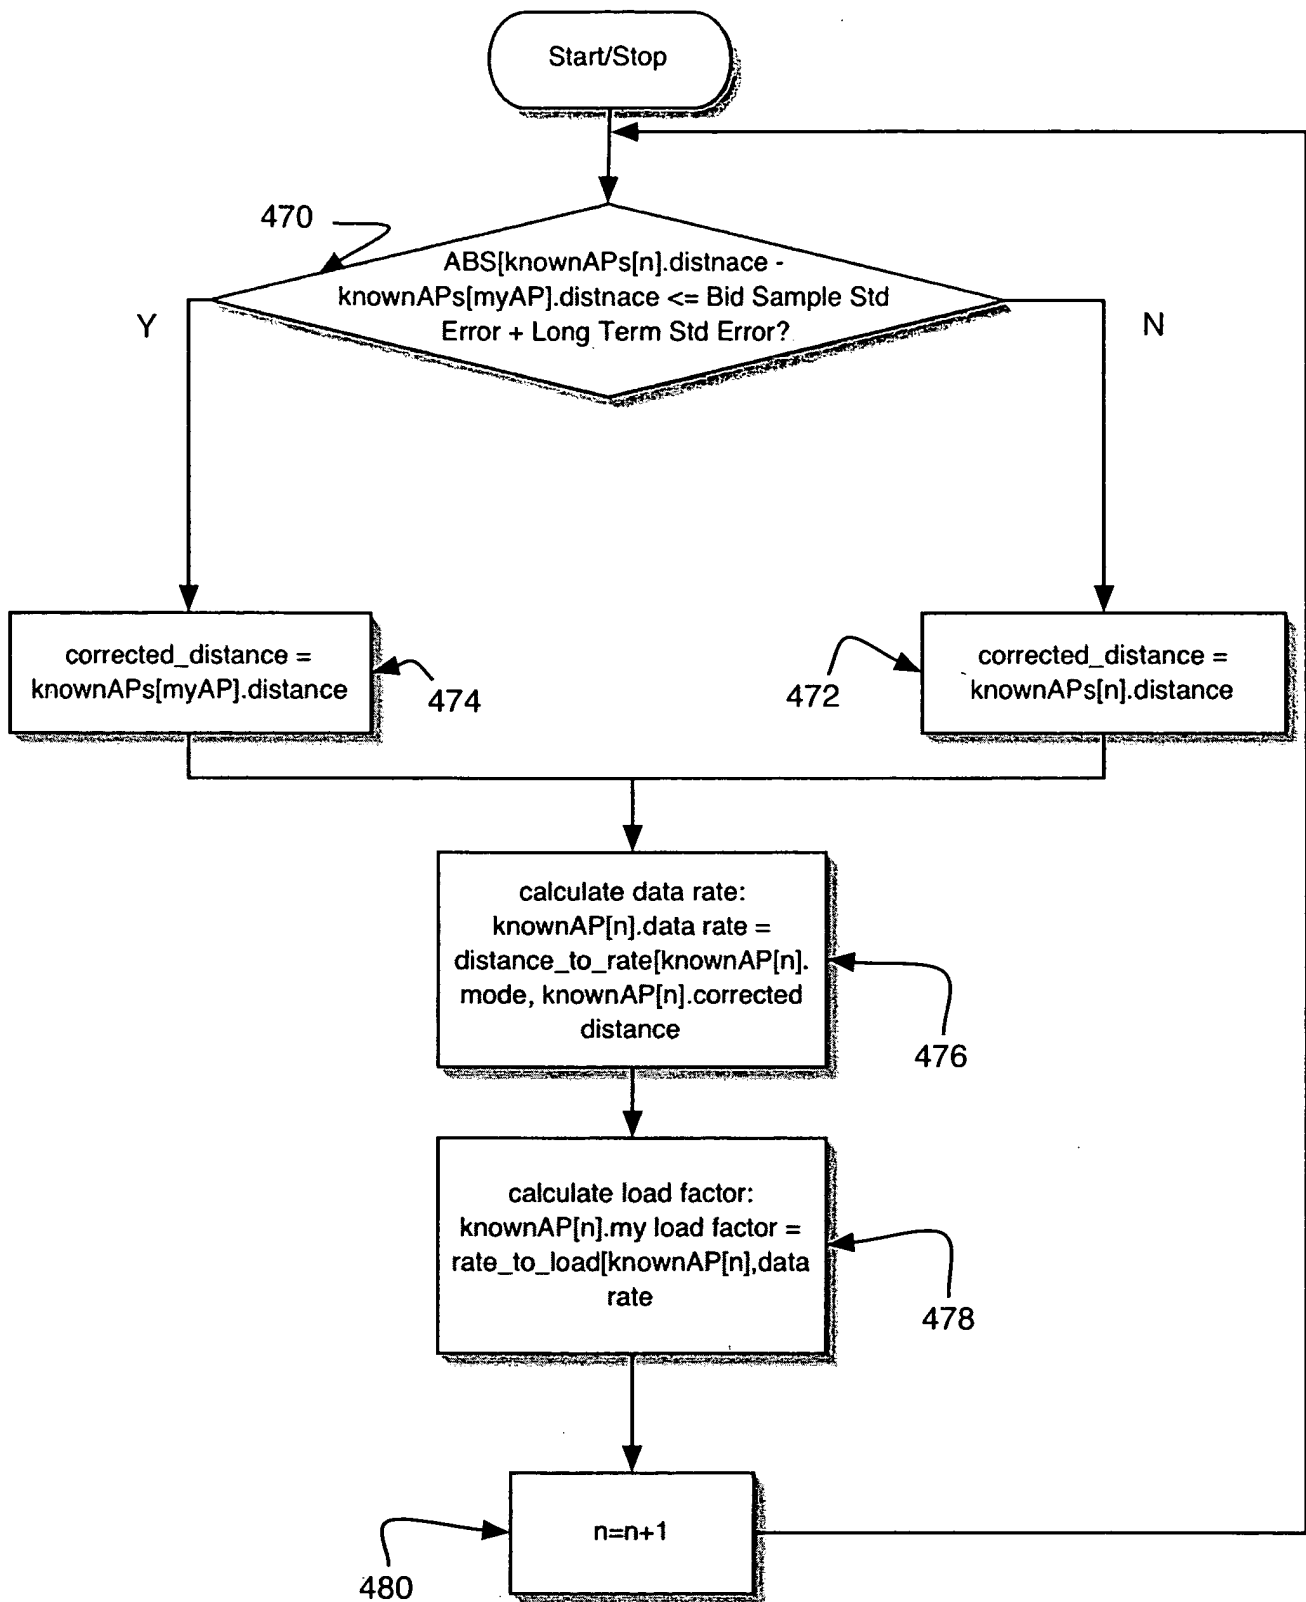 Start/Stop
470
ABS[knownAPs[n].distnace -
knownAPs[myAP].distnace <= Bid Sample Std
Error + Long Term Std Error?
Y
N
corrected_distance =
knownAPs[myAP].distance
474
472
corrected_distance =
knownAPs[n].distance
calculate data rate:
knownAP[n].data rate =
distance_to_rate[knownAP[n].
mode, knownAP[n].corrected
distance
476
calculate load factor:
knownAP[n].my load factor =
rate_to_load[knownAP[n],data
rate
478
n=n+1
480